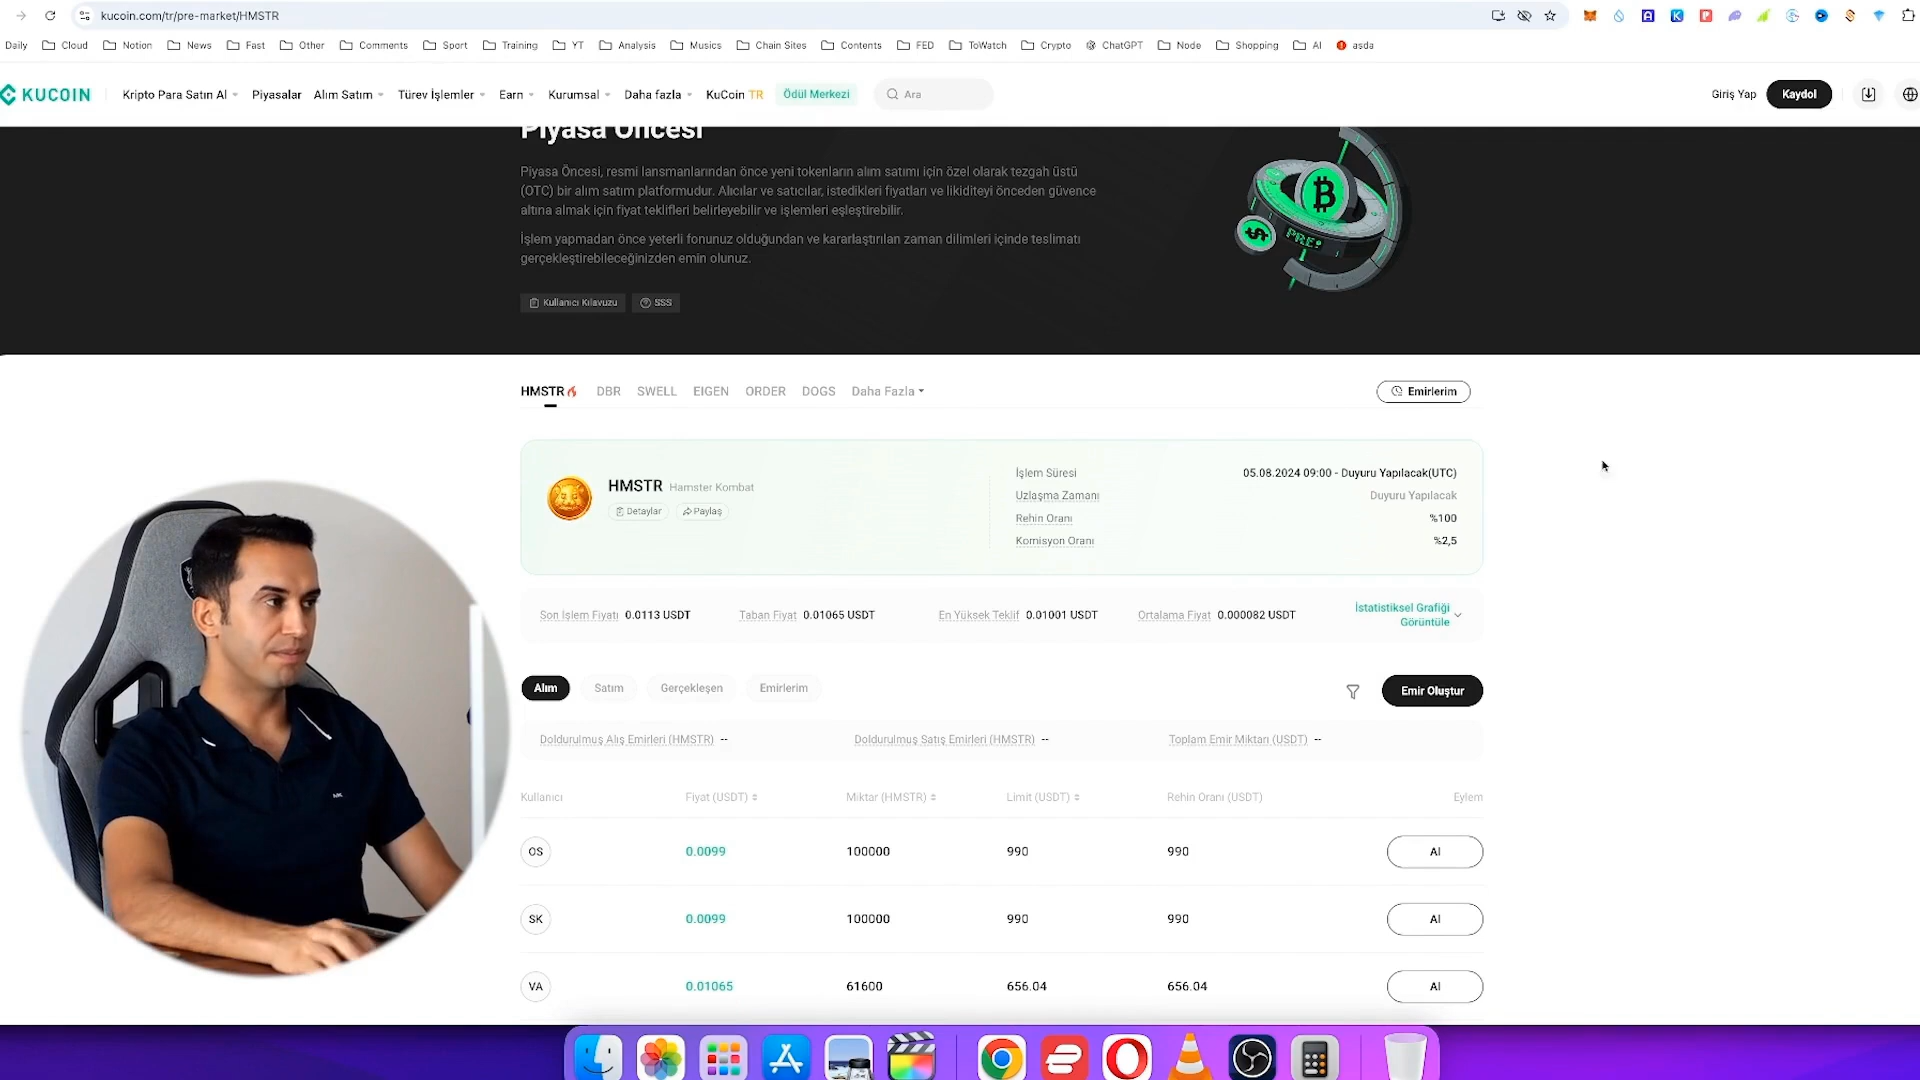 kucoin.com/tr/pre-market/HMSTR
Daily Cloud Notion News Fast Other Comments Sport Training YT Analysis Musics Chain Sites Contents FED ToWatch Crypto ChatGPT Node Shopping AI asda
KUCOIN Kripto Para Satın Al Piyasalar Alım Satım Türev İşlemler Earn Kurumsal Daha fazla KuCoin TR Ödül Merkezi Ara Giriş Yap Kaydol
Piyasa Öncesi
Piyasa Öncesi, resmi lansmanlarından önce yeni tokenların alım satımı için özel olarak tezgah üstü
(OTC) bir alım satım platformudur. Alıcılar ve satıcılar, istedikleri fiyatları ve likiditeyi önceden güvence
altına almak için fiyat teklifleri belirleyebilir ve işlemleri eşleştirebilir.
İşlem yapmadan önce yeterli fonunuz olduğundan ve kararlaştırılan zaman dilimleri içinde teslimatı
gerçekleştirebileceğinizden emin olunuz.
PRE!
Kullanıcı Kılavuzu SSS
HMSTR DBR SWELL EIGEN ORDER DOGS Daha Fazla Emirlerim
HMSTR Hamster Kombat
Detaylar Paylaş
İşlem Süresi 05.08.2024 09:00 - Duyuru Yapılacak(UTC)
Uzlaşma Zamanı Duyuru Yapılacak
Rehin Oranı %100
Komisyon Oranı %2,5
Son İşlem Fiyatı 0.0113 USDT Taban Fiyat 0.01065 USDT En Yüksek Teklif 0.01001 USDT Ortalama Fiyat 0.000082 USDT İstatistiksel Grafiği
Görüntüle
Alım Satım Gerçekleşen Emirlerim Emir Oluştur
Doldurulmuş Alış Emirleri (HMSTR) -- Doldurulmuş Satış Emirleri (HMSTR) -- Toplam Emir Miktarı (USDT) --
Kullanıcı Fiyat (USDT) Miktar (HMSTR) Limit (USDT) Rehin Oranı (USDT) Eylem
OS 0.0099 100000 990 990 Al
SK 0.0099 100000 990 990 Al
VA 0.01065 61600 656.04 656.04 Al